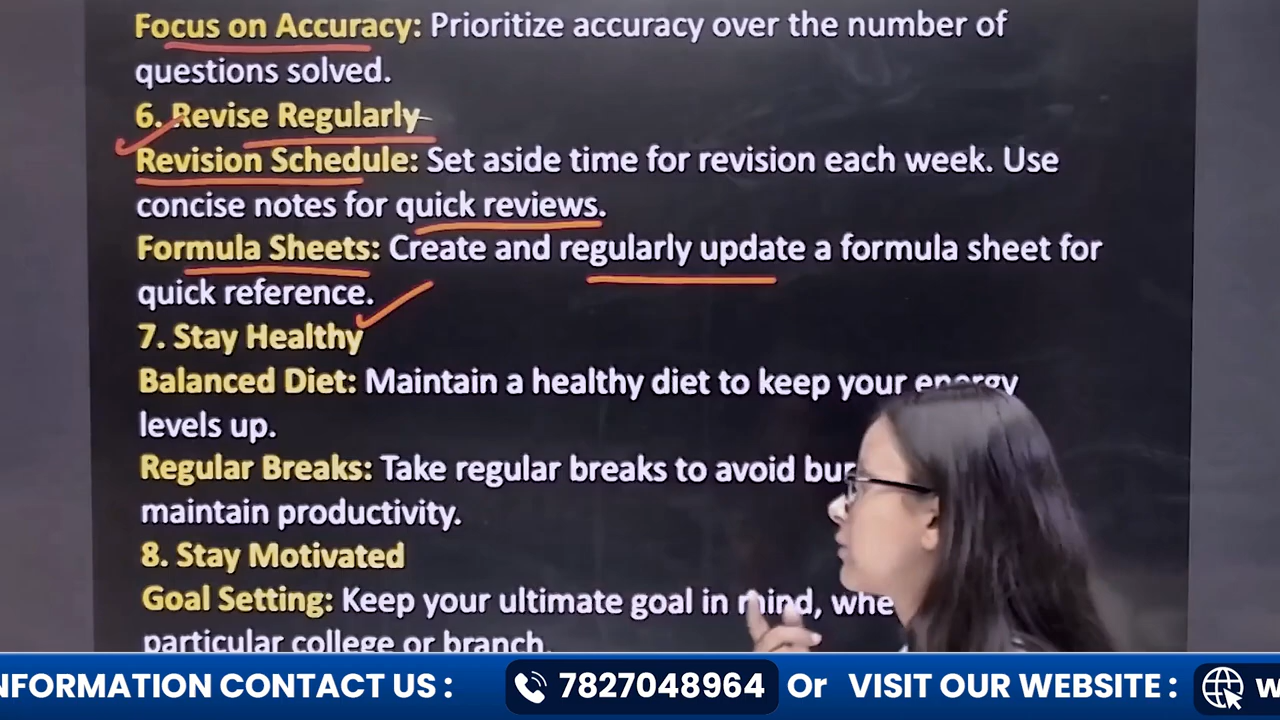 Focus on Accuracy: Prioritize accuracy over the number of
questions solved.
6. Revise Regularly
Revision Schedule: Set aside time for revision each week. Use
concise notes for quick reviews.
Formula Sheets: Create and regularly update a formula sheet for
quick reference.
7. Stay Healthy
Balanced Diet: Maintain a healthy diet to keep your energy
levels up.
Regular Breaks: Take regular breaks to avoid
maintain productivity.
8. Stay Motivated
Goal Setting: Keep your ultimate goal in mind,
particular college or branch.
CONTACT US : 7827048964 Or VISIT OUR WEBSITE :